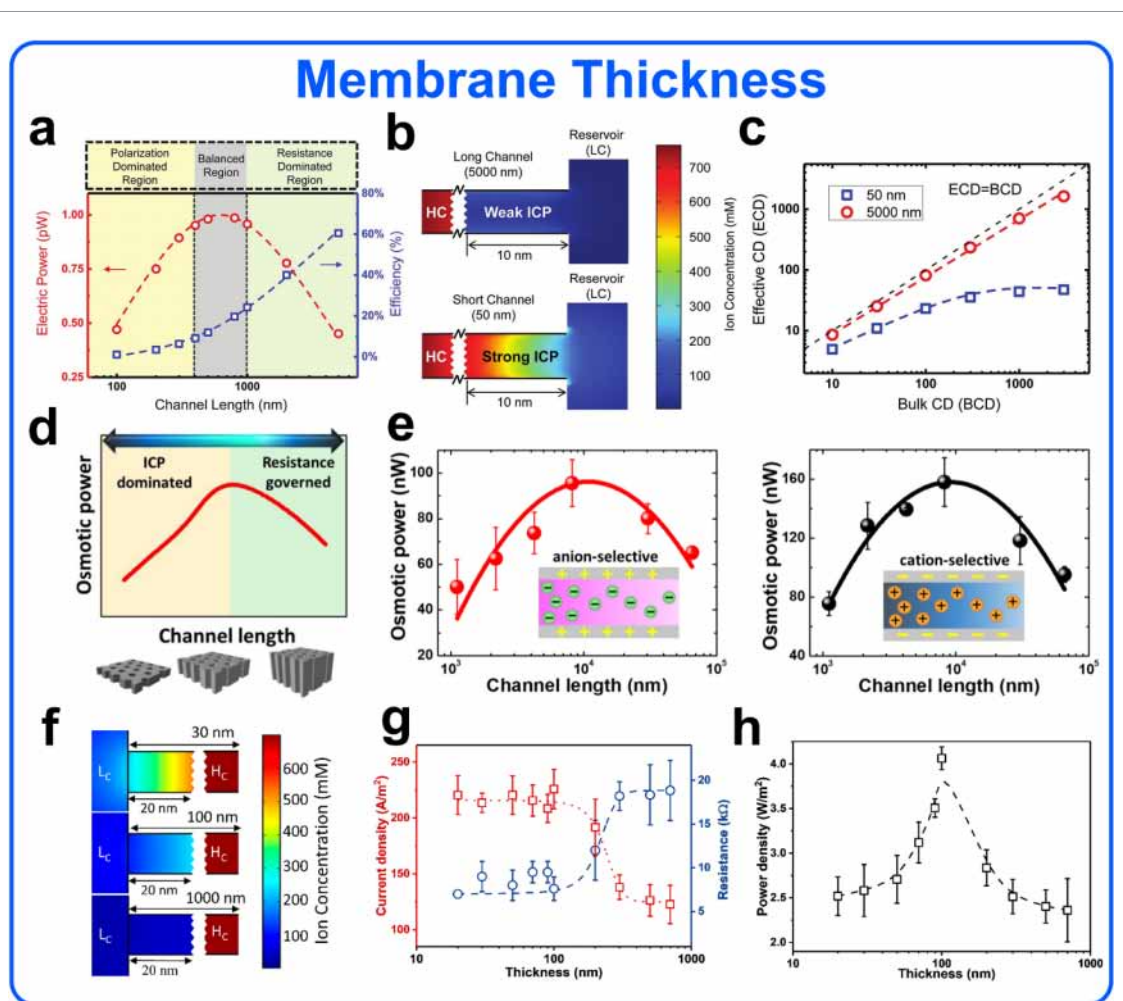 Membrane Thickness
a
Polarization
Dominated
Region
Balanced
Region
Resistance
Dominated
Region
Electric Power (pW)
1.00
0.75
0.50
0.25
80%
60%
40%
20%
0%
Efficiency (%)
100
1000
Channel Length (nm)
b
Long Channel
(5000 nm)
Reservoir
(LC)
HC
Weak ICP
10 nm
Short Channel
(50 nm)
Reservoir
(LC)
HC
Strong ICP
10 nm
700
600
500
400
300
200
100
Ion Concentration (mM)
c
50 nm
5000 nm
ECD=BCD
Effective CD (ECD)
1000
100
10
10
100
1000
Bulk CD (BCD)
d
ICP
dominated
Resistance
governed
Osmotic power
Channel length
e
Osmotic power (nW)
100
80
60
40
20
anion-selective
10³
10⁴
10⁵
Channel length (nm)
Osmotic power (nW)
160
120
80
40
cation-selective
10³
10⁴
10⁵
Channel length (nm)
f
30 nm
L_C
H_C
20 nm
100 nm
L_C
H_C
20 nm
1000 nm
L_C
H_C
20 nm
600
500
400
300
200
100
Ion Concentration (mM)
g
Current density (A/m²)
250
200
150
100
20
15
10
5
Resistance (kΩ)
10
100
1000
Thickness (nm)
h
Power density (W/m²)
4.0
3.5
3.0
2.5
2.0
10
100
1000
Thickness (nm)